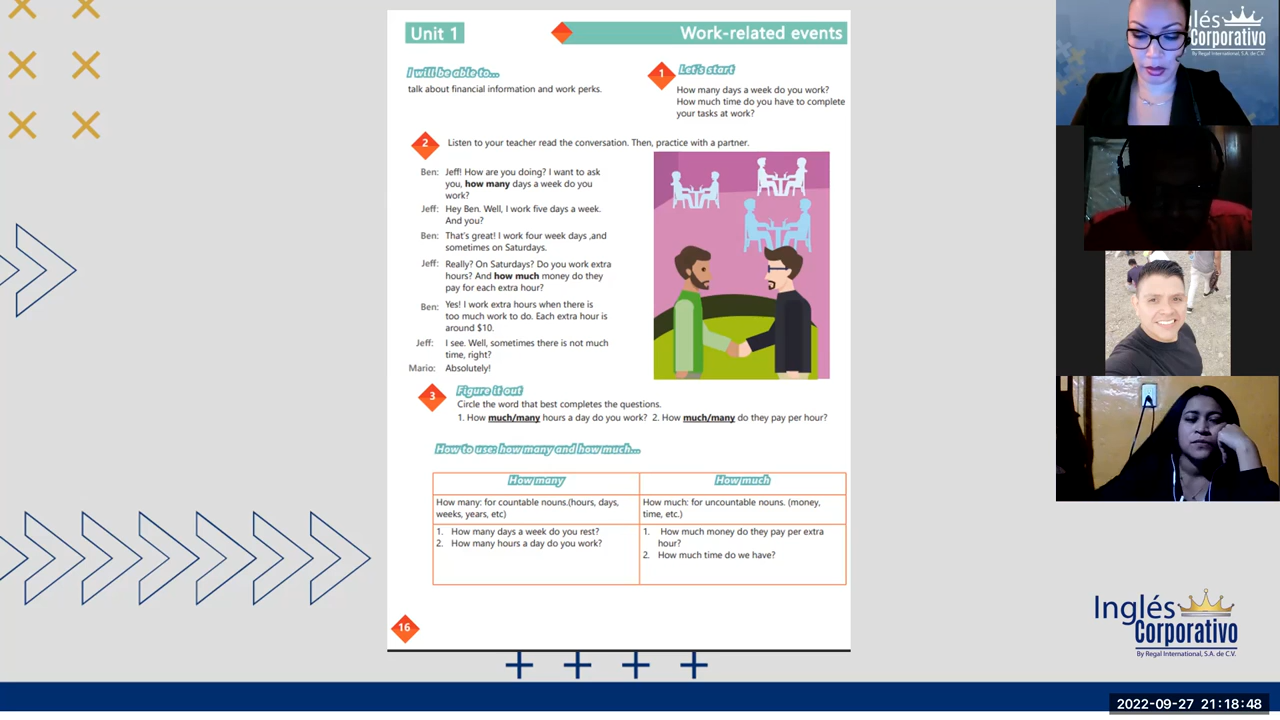 Unit 1
Work-related events
I will be able to...
talk about financial information and work perks.
1
Let's start
How many days a week do you work?
How much time do you have to complete
your tasks at work?
2
Listen to your teacher read the conversation. Then, practice with a partner.
Ben: Jeff! How are you doing? I want to ask
you, how many days a week do you
work?
Jeff: Hey Ben. Well, I work five days a week.
And you?
Ben: That's great! I work four week days ,and
sometimes on Saturdays.
Jeff: Really? On Saturdays? Do you work extra
hours? And how much money do they
pay for each extra hour?
Ben: Yes! I work extra hours when there is
too much work to do. Each extra hour is
around $10.
Jeff: I see. Well, sometimes there is not much
time, right?
Mario: Absolutely!
3
Figure it out
Circle the word that best completes the questions.
1. How much/many hours a day do you work? 2. How much/many do they pay per hour?
How to use: how many and how much...
How many
How many: for countable nouns.(hours, days,
weeks, years, etc)
1. How many days a week do you rest?
2. How many hours a day do you work?
How much
How much: for uncountable nouns. (money,
time, etc.)
1. How much money do they pay per extra
hour?
2. How much time do we have?
16
lés
Corporativo
By Regal International, S.A. de C.V.
Inglés
Corporativo
By Regal International, S.A. de C.V.
2022-09-27 21:18:48